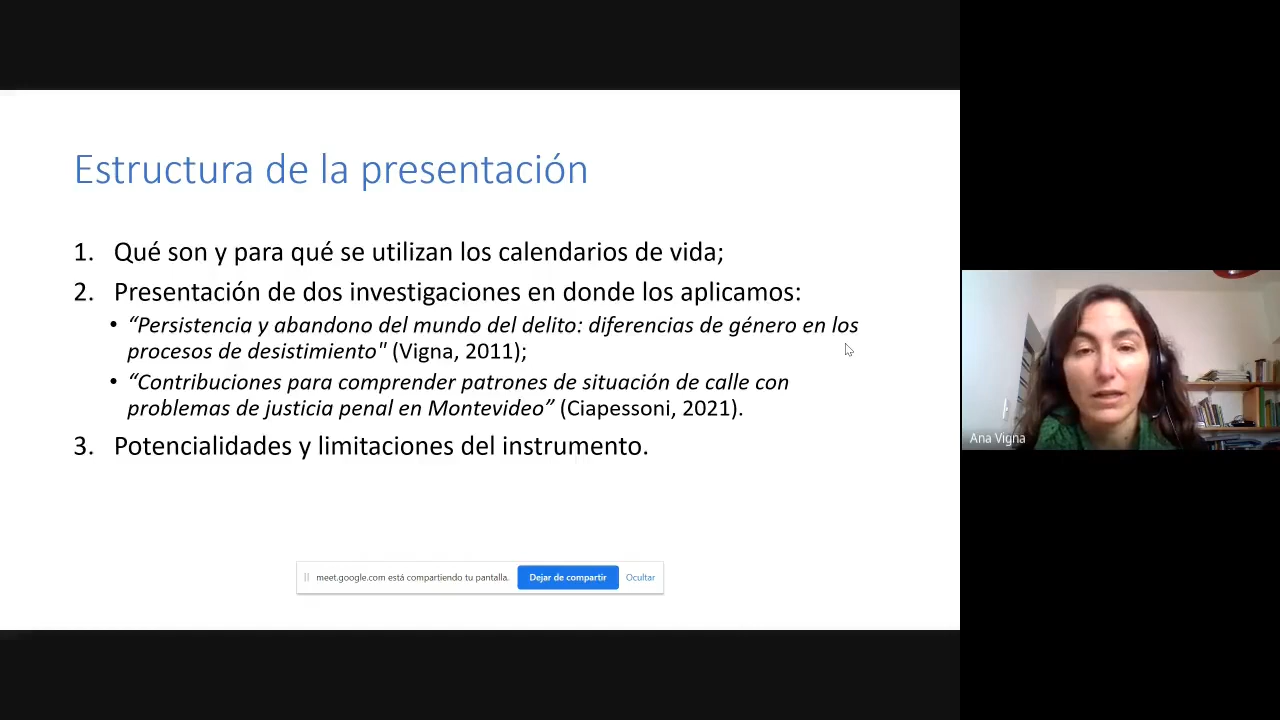 Estructura de la presentación
1. Qué son y para qué se utilizan los calendarios de vida;
2. Presentación de dos investigaciones en donde los aplicamos:
• “Persistencia y abandono del mundo del delito: diferencias de género en los
procesos de desistimiento" (Vigna, 2011);
• “Contribuciones para comprender patrones de situación de calle con
problemas de justicia penal en Montevideo” (Ciapessoni, 2021).
3. Potencialidades y limitaciones del instrumento.
meet.google.com está compartiendo tu pantalla. Dejar de compartir Ocultar
Ana Vigna